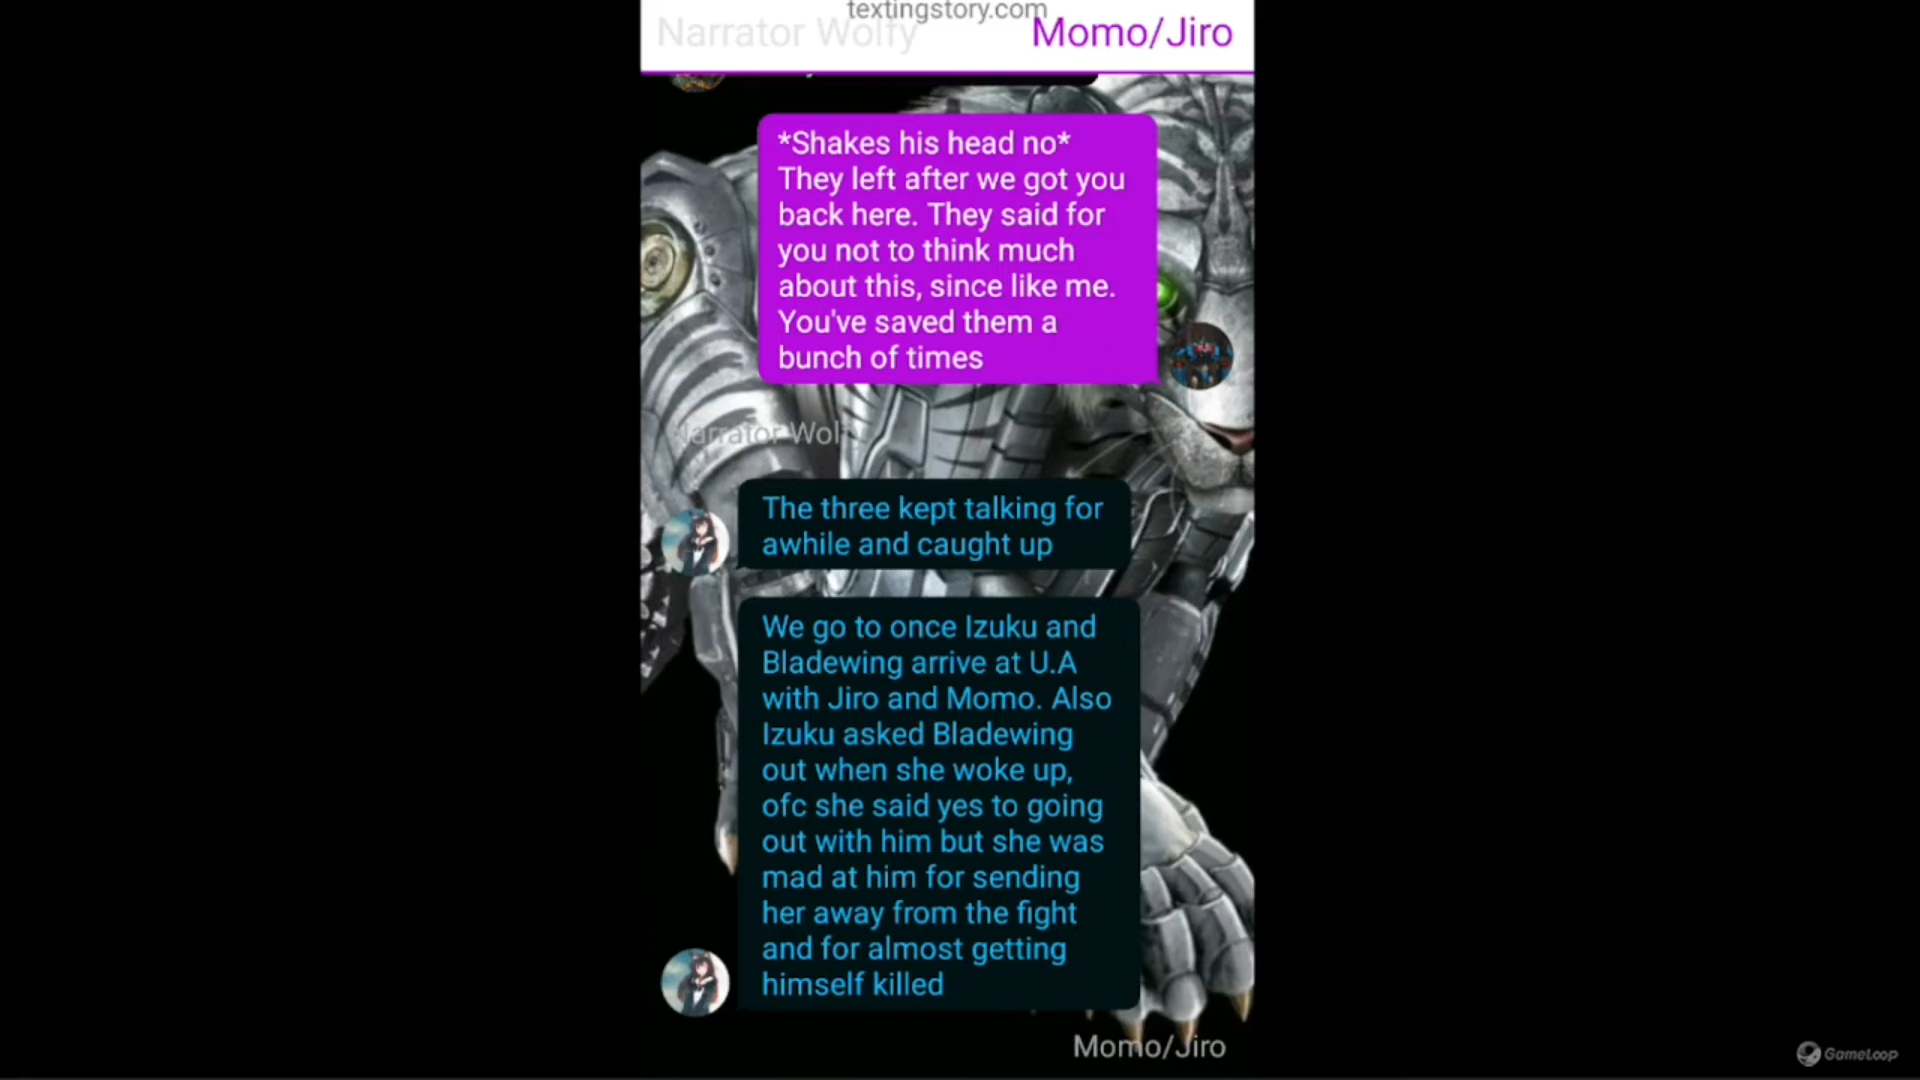 textingstory.com
Narrator Wolfy
Momo/Jiro
*Shakes his head no*
They left after we got you
back here. They said for
you not to think much
about this, since like me.
You've saved them a
bunch of times
Narrator Wolfy
The three kept talking for
awhile and caught up
We go to once Izuku and
Bladewing arrive at U.A
with Jiro and Momo. Also
Izuku asked Bladewing
out when she woke up,
ofc she said yes to going
out with him but she was
mad at him for sending
her away from the fight
and for almost getting
himself killed
Momo/Jiro
GameLoop